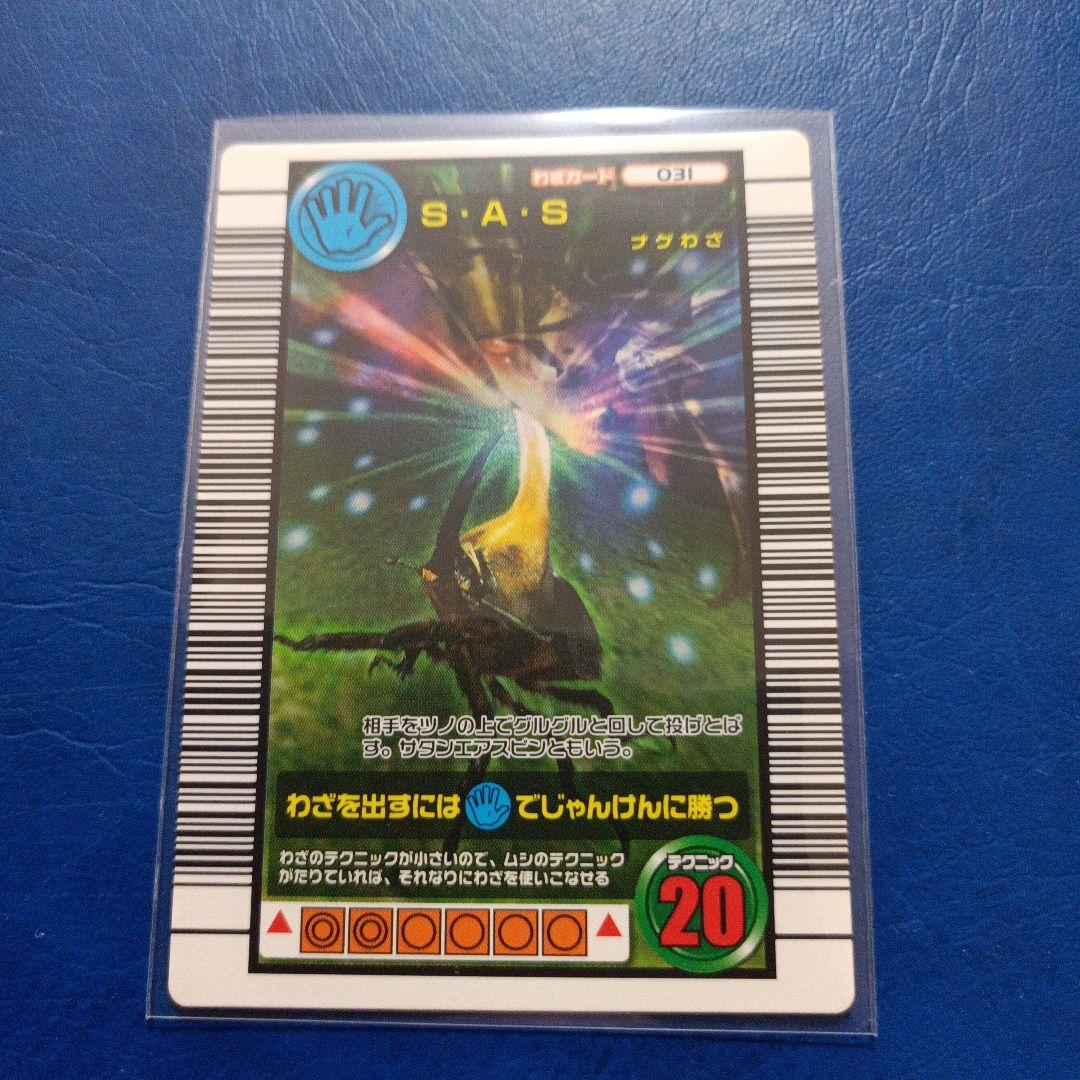 わざカード 031
S・A・S
ナゲわざ
相手をツノの上でグルグルと回して投げとば
す。サタンエアスピンともいう。
わざを出すには でじゃんけんに勝つ
わざのテクニックが小さいので、ムシのテクニック
がたりていれば、それなりにわざを使いこなせる
テクニック
20